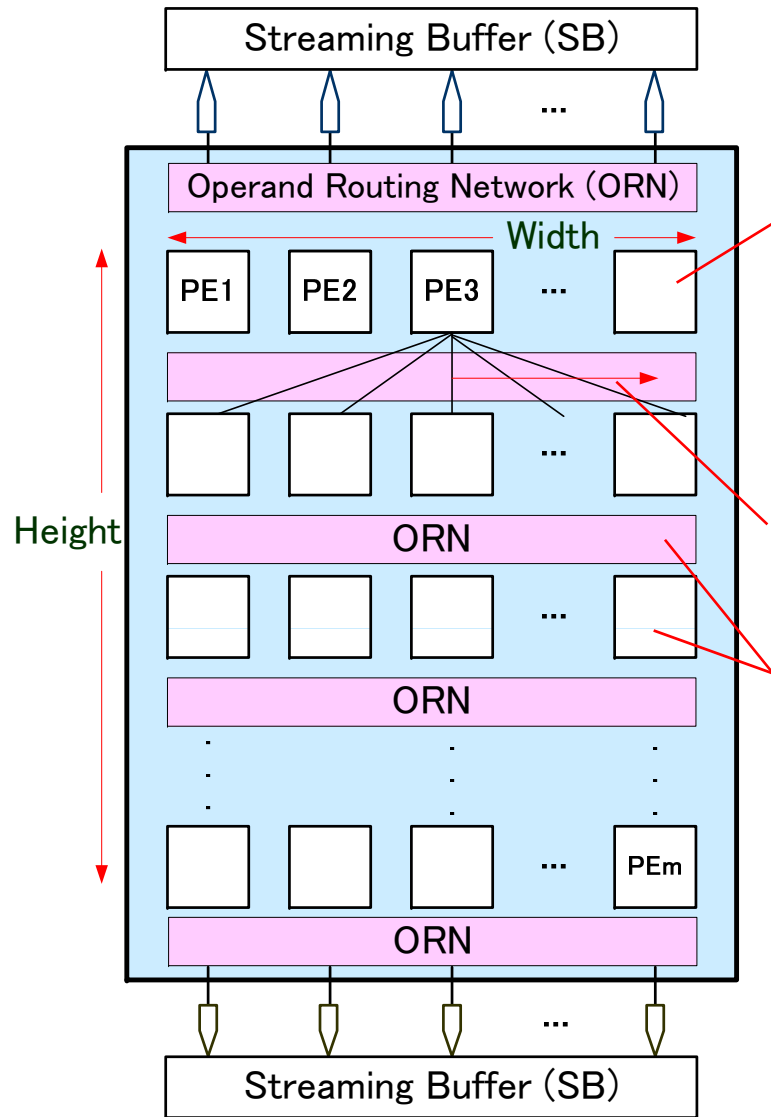 Streaming Buffer (SB)
...
Operand Routing Network (ORN)
Width
PE1 PE2 PE3 ...
...
Height
ORN
...
ORN
... PEm
ORN
...
Streaming Buffer (SB)